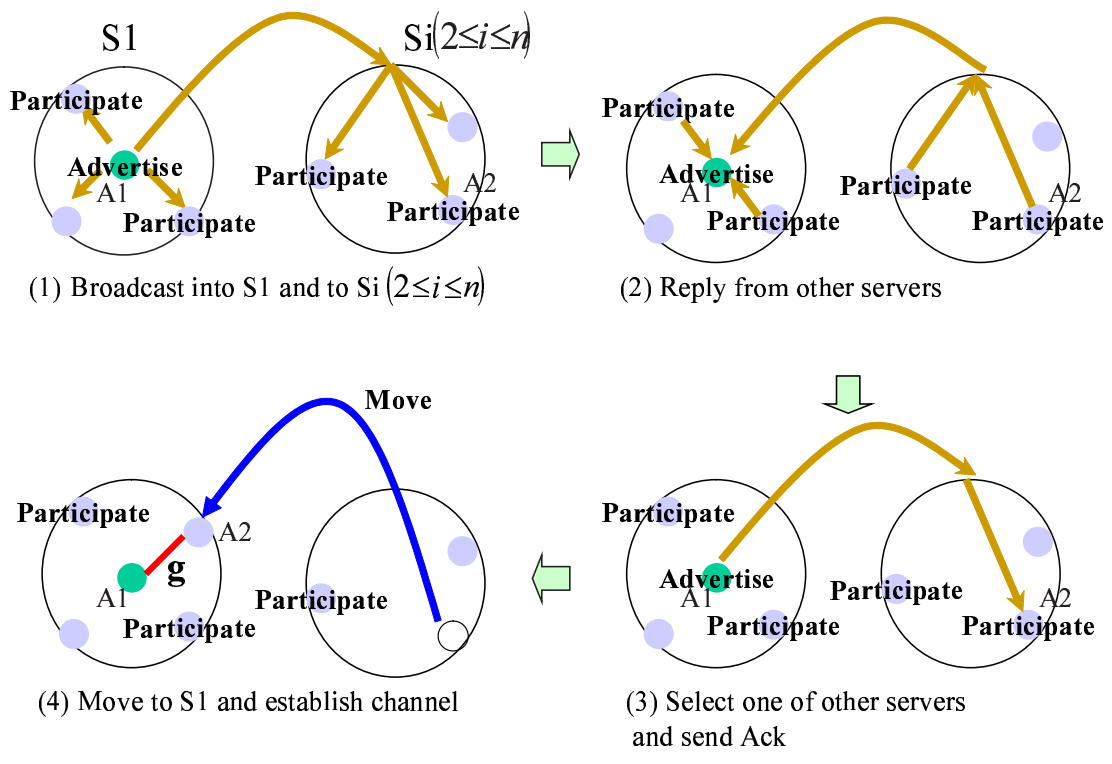 S1
Si(2≤i≤n)
Participate
Advertise
A1
Participate
Participate
A2
Participate
(1) Broadcast into S1 and to Si (2≤i≤n)
Participate
Advertise
A1
Participate
Participate
A2
Participate
(2) Reply from other servers
Move
Participate
A2
g
A1
Participate
Participate
(4) Move to S1 and establish channel
Participate
Advertise
A1
Participate
Participate
A2
Participate
(3) Select one of other servers
and send Ack